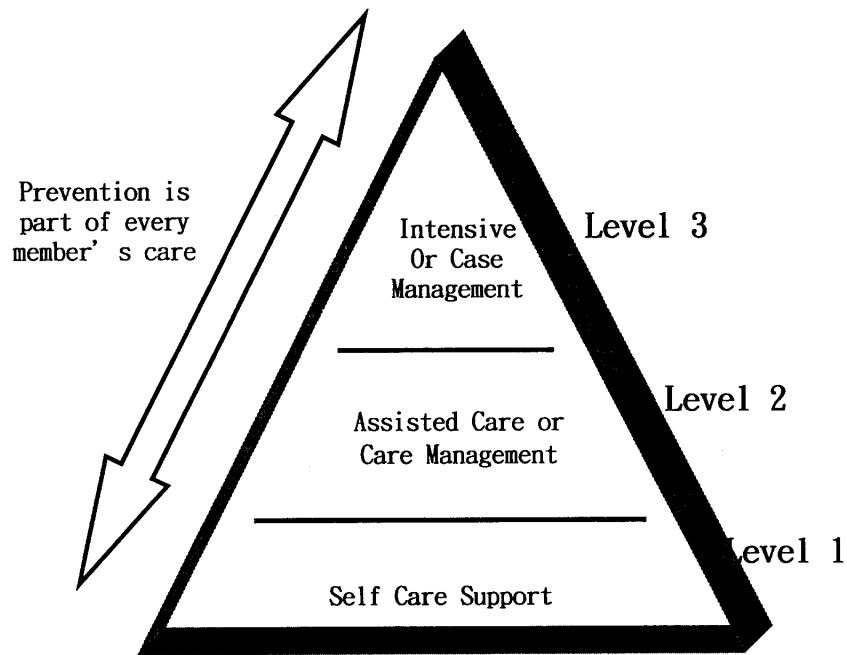 Prevention is
part of every
member's care
Intensive
Or Case
Management
Level 3
Assisted Care or
Care Management
Level 2
Self Care Support
Level 1